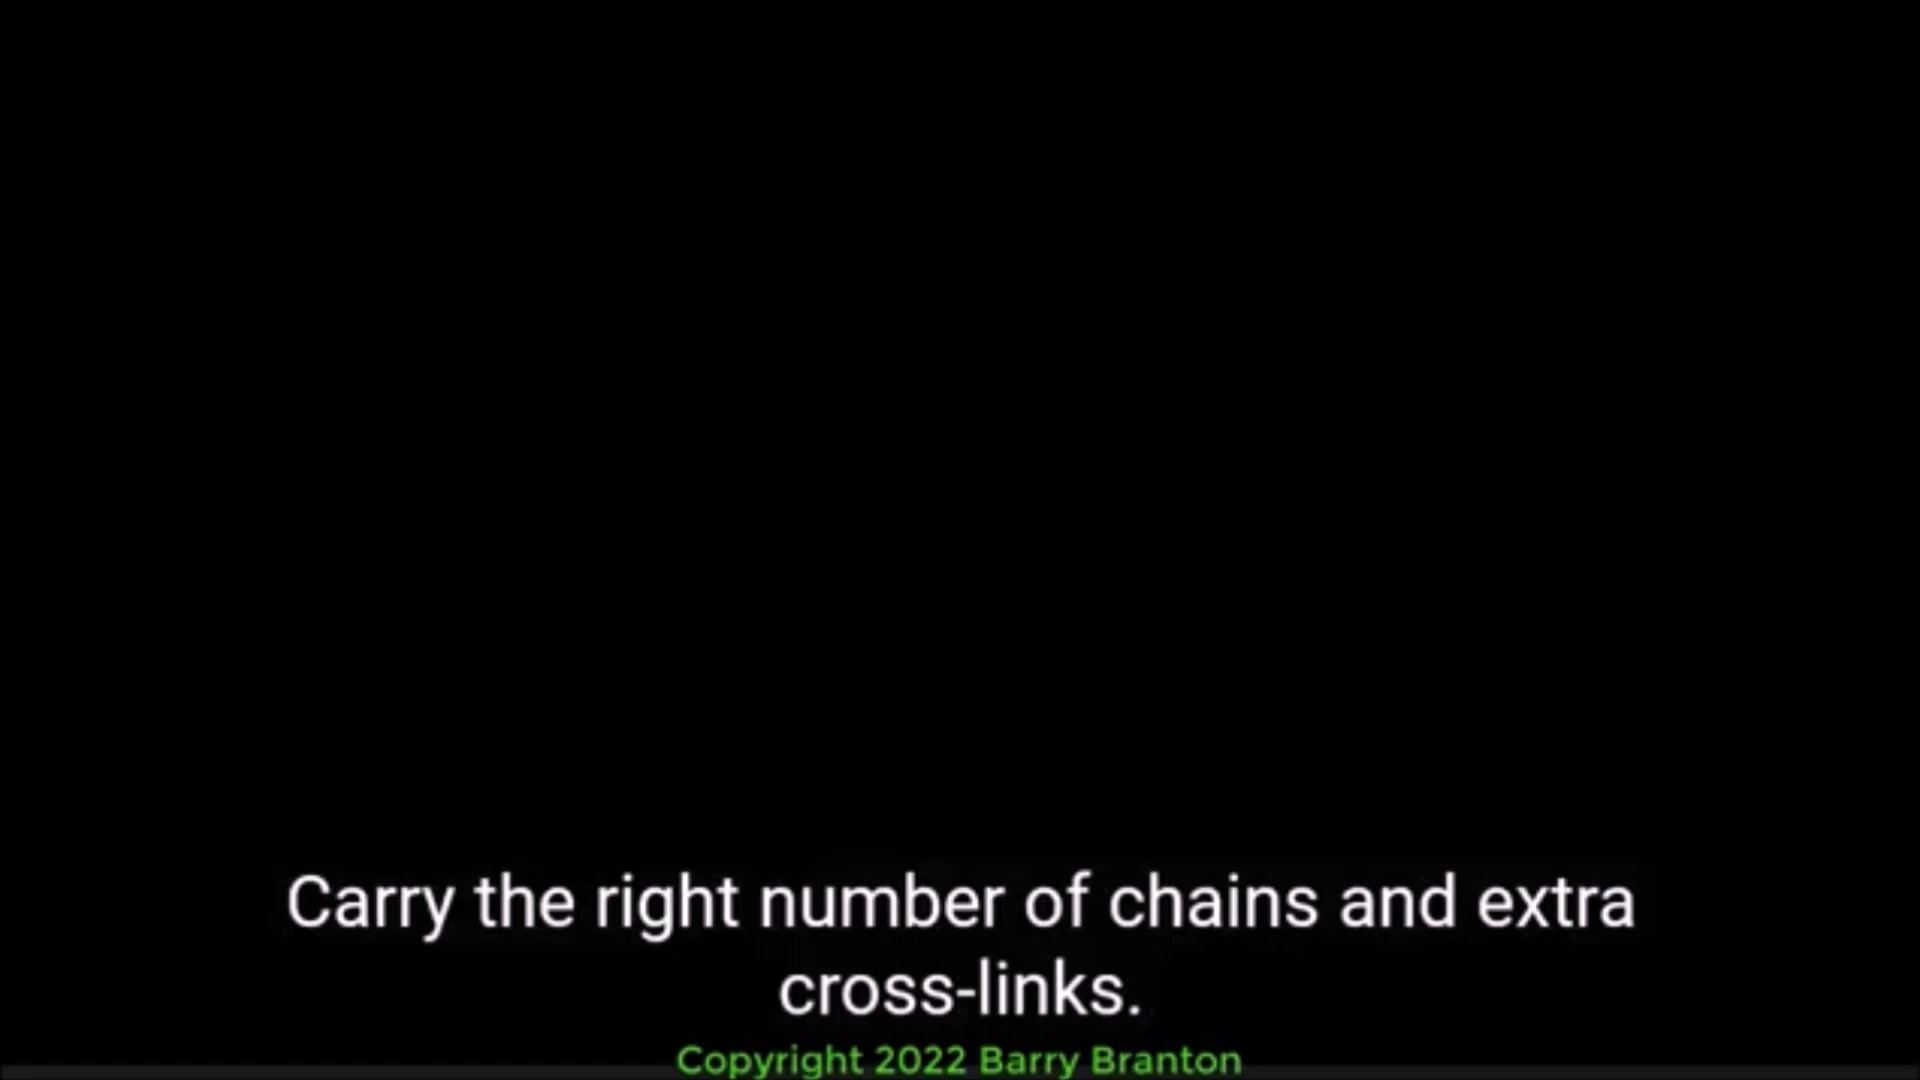 Carry the right number of chains and extra
cross-links.
Copyright 2022 Barry Branton